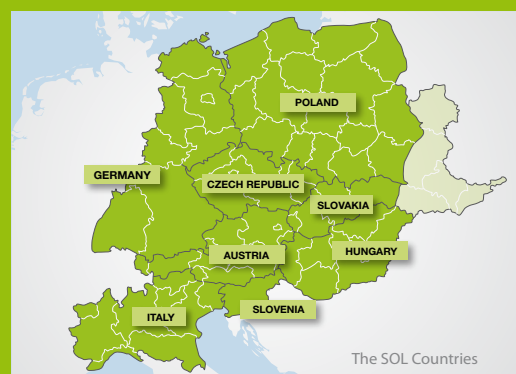 POLAND
GERMANY
CZECH REPUBLIC
SLOVAKIA
AUSTRIA
HUNGARY
SLOVENIA
ITALY
The SOL Countries